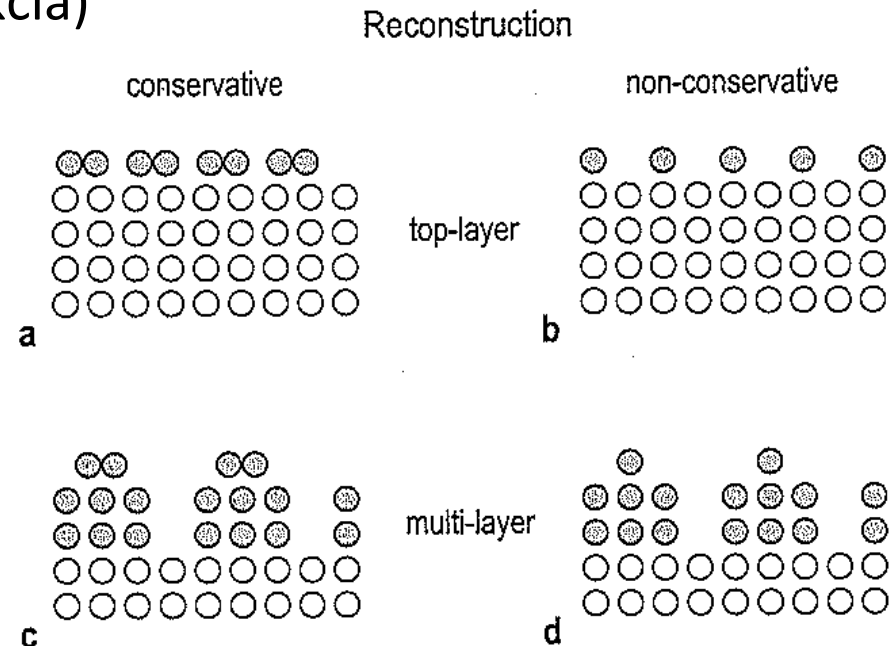 Reconstruction
conservative
non-conservative
top-layer
a
b
multi-layer
c
d